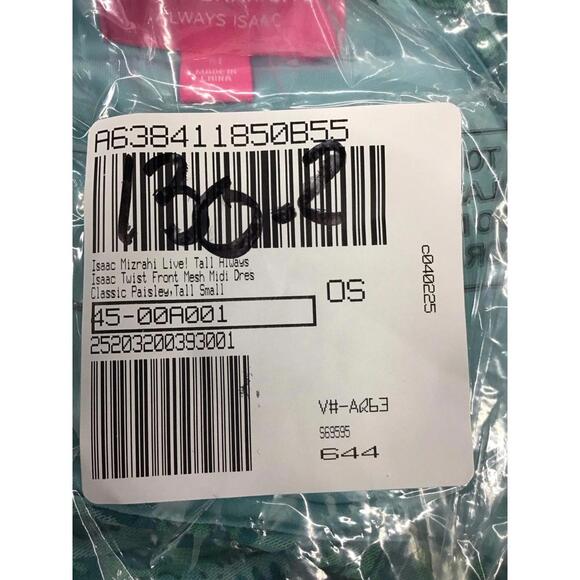 ALWAYS ISAAC
MADE IN
CHINA
A638411850B55
130-2
Isaac Mizrahi Live! Tall Always
Isaac Twist Front Mesh Midi Dres
Classic Paisley,Tall Small
OS
45-00A001
25203200393001
c040225
V#-AQ63
S69595
644